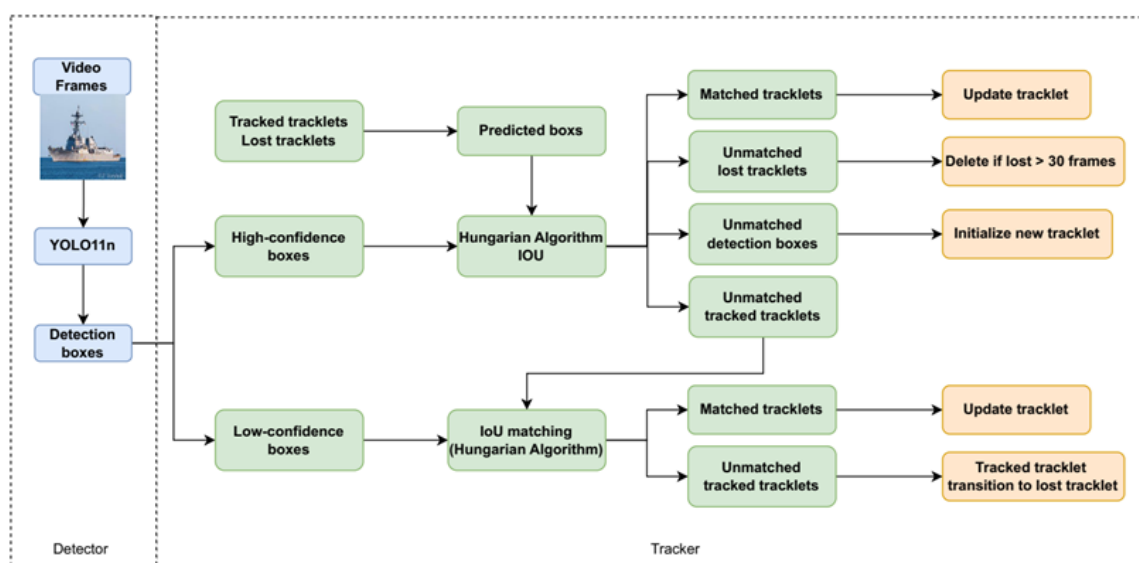 Video
Frames
YOLO11n
Detection
boxes
Detector
Tracked tracklets
Lost tracklets
Predicted boxs
High-confidence
boxes
Hungarian Algorithm
IOU
Matched tracklets
Update tracklet
Unmatched
lost tracklets
Delete if lost > 30 frames
Unmatched
detection boxes
Initialize new tracklet
Unmatched
tracked tracklets
Low-confidence
boxes
IoU matching
(Hungarian Algorithm)
Matched tracklets
Update tracklet
Unmatched
tracked tracklets
Tracked tracklet
transition to lost tracklet
Tracker